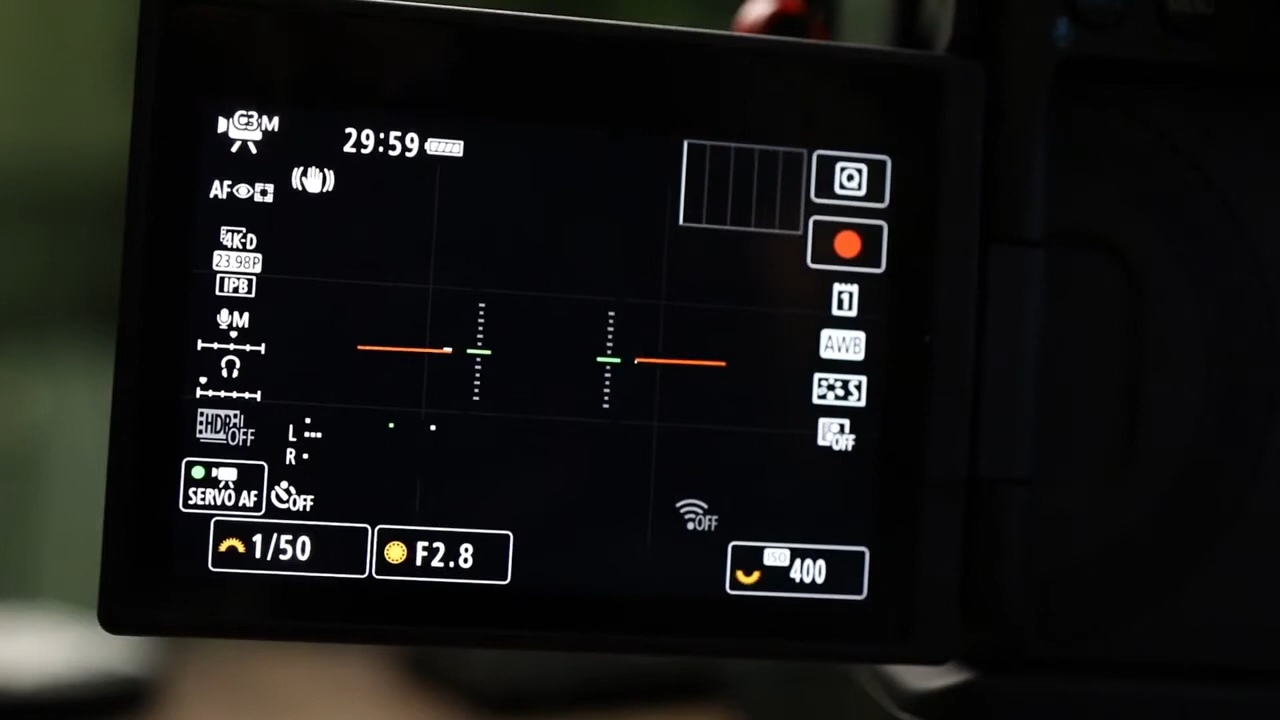 C3 M
29:59
Q
AF
4K-D
23.98P
IPB
1
M
AWB
S
HDR OFF
OFF
L
R
SERVO AF
OFF
OFF
1/50
F2.8
ISO 400